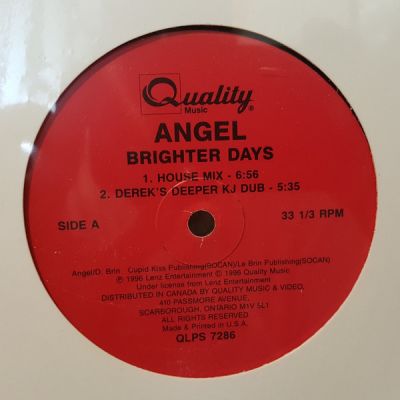 Quality
Music ®
ANGEL
BRIGHTER DAYS
1. HOUSE MIX - 6:56
2. DEREK'S DEEPER KJ DUB - 5:35
SIDE A
33 1/3 RPM
Angel/D. Brin Cupid Kiss Publishing(SOCAN)/Le Brin Publishing(SOCAN)
℗ 1996 Lenz Entertainment © 1996 Quality Music
Under license from Lenz Entertainment
DISTRIBUTED IN CANADA BY QUALITY MUSIC & VIDEO,
410 PASSMORE AVENUE,
SCARBOROUGH, ONTARIO M1V 5L1
ALL RIGHTS RESERVED
Made & Printed in U.S.A.
QLPS 7286